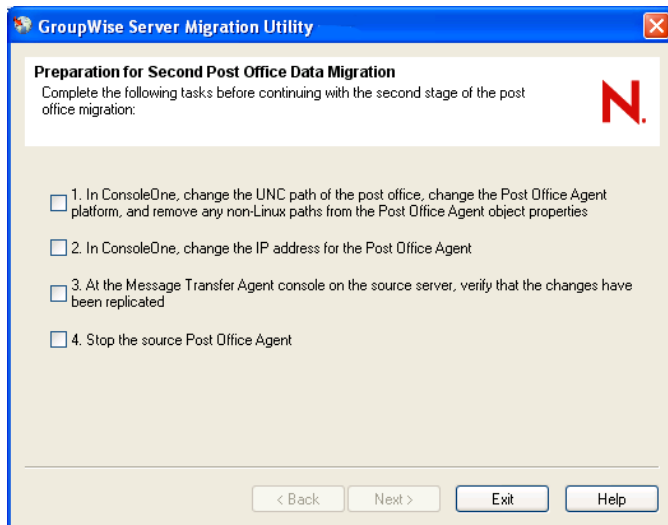 GroupWise Server Migration Utility
Preparation for Second Post Office Data Migration
Complete the following tasks before continuing with the second stage of the post
office migration:
N.
1. In ConsoleOne, change the UNC path of the post office, change the Post Office Agent
platform, and remove any non-Linux paths from the Post Office Agent object properties
2. In ConsoleOne, change the IP address for the Post Office Agent
3. At the Message Transfer Agent console on the source server, verify that the changes have
been replicated
4. Stop the source Post Office Agent
< Back Next > Exit Help